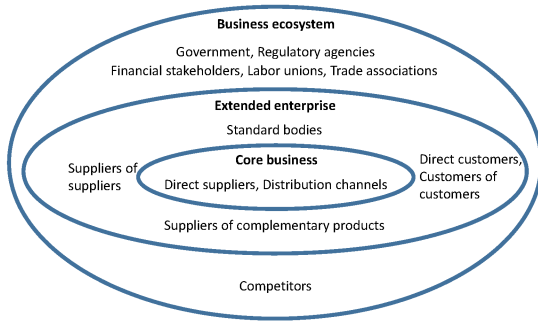 Business ecosystem
Government, Regulatory agencies
Financial stakeholders, Labor unions, Trade associations
Extended enterprise
Standard bodies
Suppliers of
suppliers
Core business
Direct suppliers, Distribution channels
Direct customers,
Customers of
customers
Suppliers of complementary products
Competitors